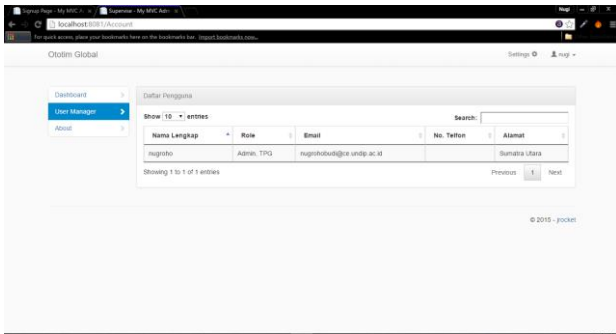 Signup Page - My MVC A
Supervise - My MVC Adm
Nugi
localhost:8081/Account
For quick access, place your bookmarks here on the bookmarks bar. Import bookmarks now...
Ototim Global
Settings
nugi
Dashboard
User Manager
About
Daftar Pengguna
Show 10 entries
Search:
Nama Lengkap Role Email No. Telfon Alamat
nugroho Admin, TPG nugrohobudi@ce.undip.ac.id Sumatra Utara
Showing 1 to 1 of 1 entries
Previous 1 Next
© 2015 - jrocket